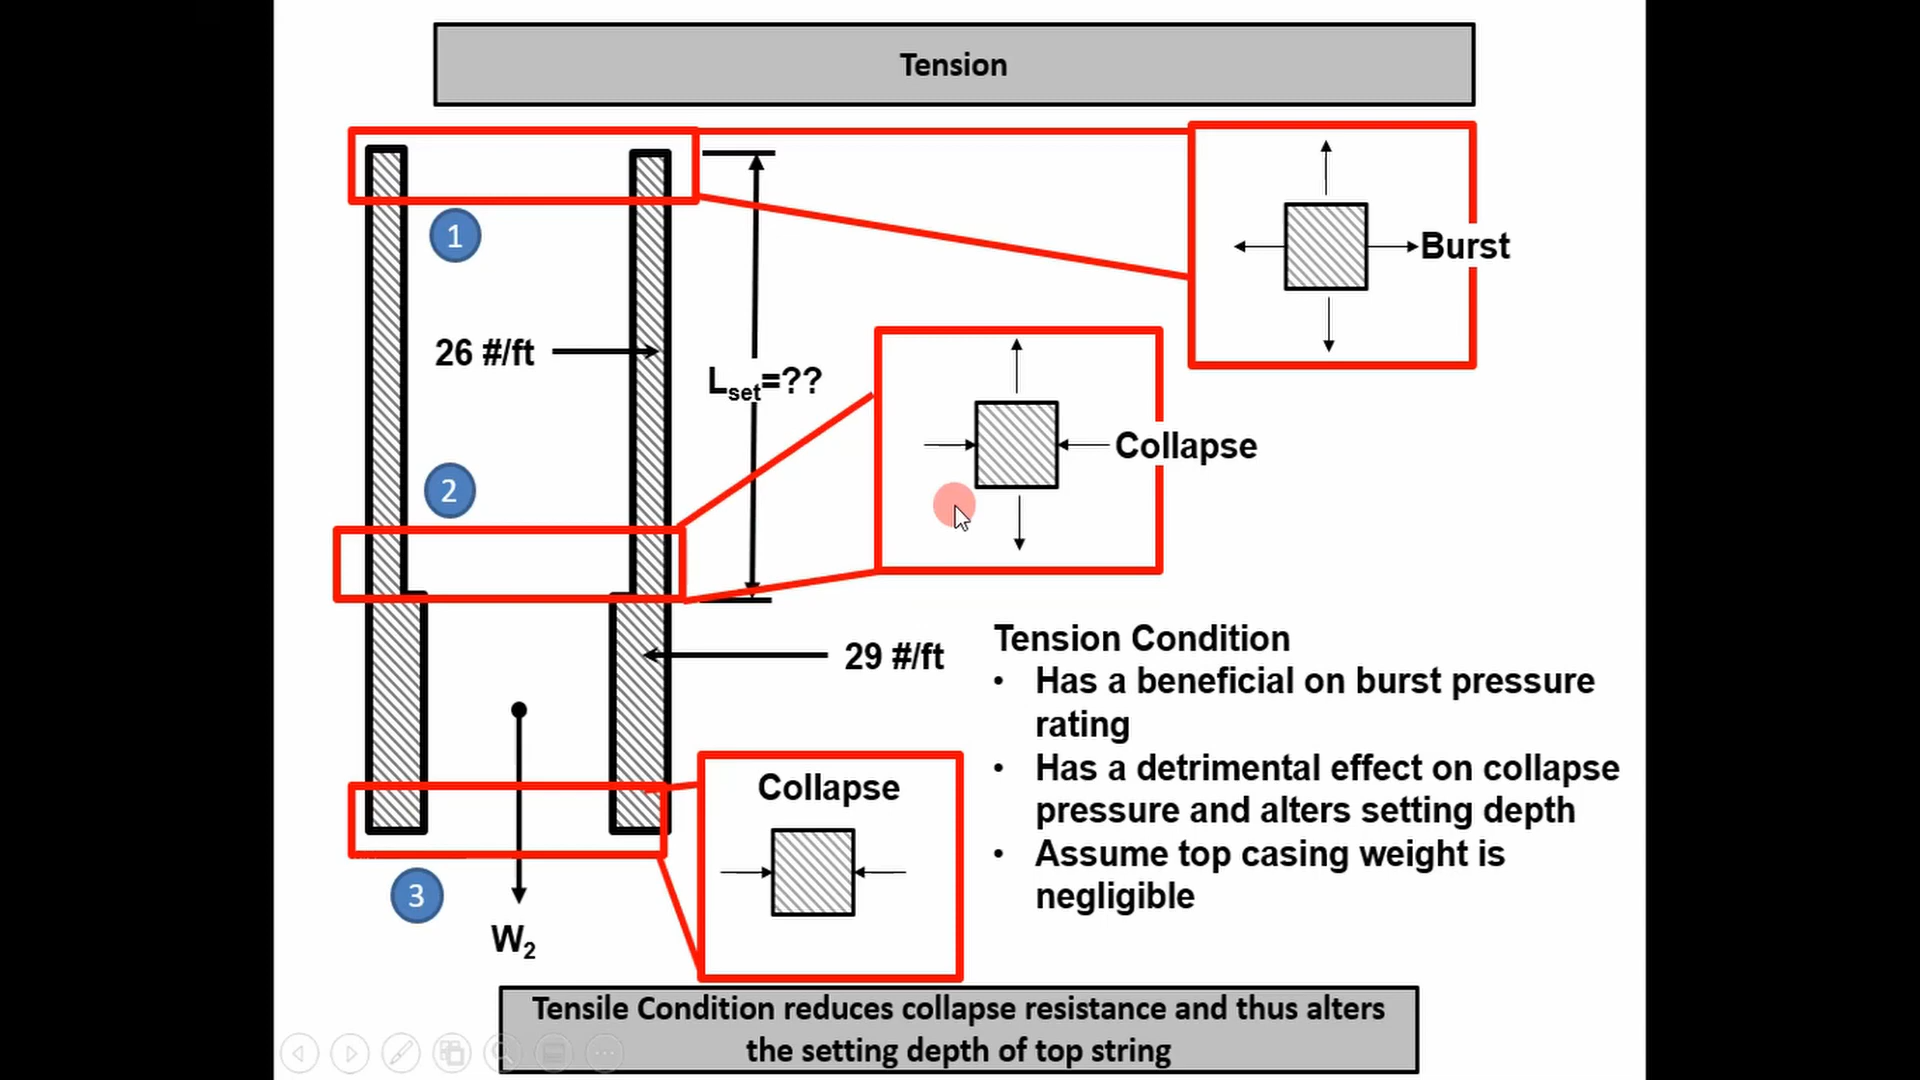 Tension
1
Burst
26 #/ft
Lset=??
Collapse
2
29 #/ft
Tension Condition
• Has a beneficial on burst pressure
rating
• Has a detrimental effect on collapse
pressure and alters setting depth
• Assume top casing weight is
negligible
Collapse
3
W2
Tensile Condition reduces collapse resistance and thus alters
the setting depth of top string